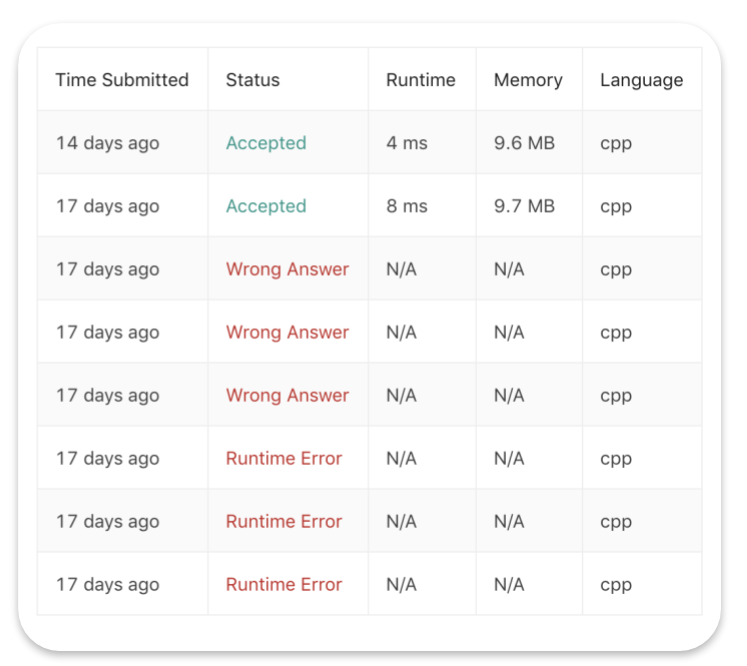 Time Submitted Status Runtime Memory Language
14 days ago Accepted 4 ms 9.6 MB cpp
17 days ago Accepted 8 ms 9.7 MB cpp
17 days ago Wrong Answer N/A N/A cpp
17 days ago Wrong Answer N/A N/A cpp
17 days ago Wrong Answer N/A N/A cpp
17 days ago Runtime Error N/A N/A cpp
17 days ago Runtime Error N/A N/A cpp
17 days ago Runtime Error N/A N/A cpp